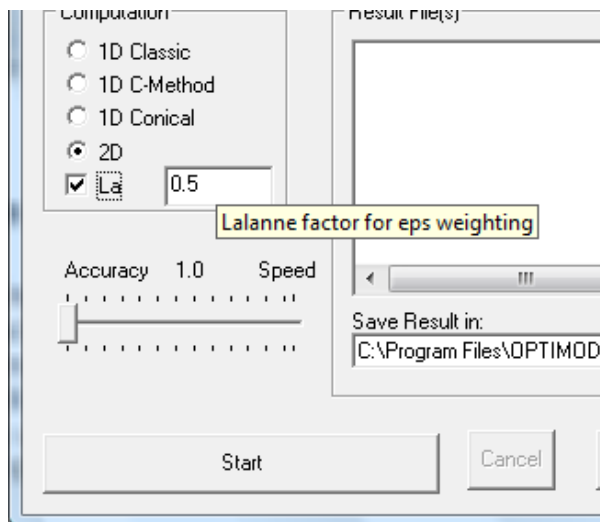 Computation
1D Classic
1D C-Method
1D Conical
2D
La 0.5
Lalanne factor for eps weighting
Accuracy 1.0 Speed
Result File(s)
Save Result in:
C:\Program Files\OPTIMOD
Start
Cancel